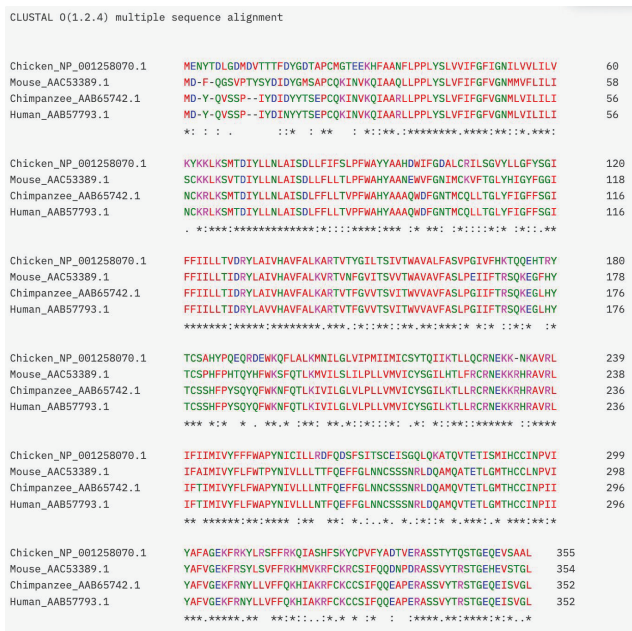 CLUSTAL O(1.2.4) multiple sequence alignment
Chicken_NP_001258070.1 MENYTDLGDMDVTTTFDYGDTAPCMGTEEKHFAANFLPPLYSLVVIFGFIGNILVVLILV 60
Mouse_AAC53389.1 MD-F-QGSVPTYSYDIDYGMSAPCQKINVKQIAAQLLPPLYSLVFIFGFVGNMMVFLILI 58
Chimpanzee_AAB65742.1 MD-Y-QVSSP--IYDIDYYTSEPCQKINVKQIAARLLPPLYSLVFIFGFVGNMLVILILI 56
Human_AAB57793.1 MD-Y-QVSSP--IYDINYYTSEPCQKINVKQIAARLLPPLYSLVFIFGFVGNMLVILILI 56
*: : : . ::* : ** : *::**.:********.****:**::*.***:
Chicken_NP_001258070.1 KYKKLKSMTDIYLLNLAISDLLFIFSLPFWAYYAAHDWIFGDALCRILSGVYLLGFYSGI 120
Mouse_AAC53389.1 SCKKLKSVTDIYLLNLAISDLLFLLTLPFWAHYAANEWVFGNIMCKVFTGLYHIGYFGGI 118
Chimpanzee_AAB65742.1 NCKRLKSMTDIYLLNLAISDLFFLLTVPFWAHYAAAQWDFGNTMCQLLTGLYFIGFFSGI 116
Human_AAB57793.1 NCKRLKSMTDIYLLNLAISDLFFLLTVPFWAHYAAAQWDFGNTMCQLLTGLYFIGFFSGI 116
. *:***:*************:*::::****:*** :* **: :*:::*:* :*::.**
Chicken_NP_001258070.1 FFIILLTVDRYLAIVHAVFALKARTVTYGILTSIVTWAVALFASVPGIVFHKTQQEHTRY 180
Mouse_AAC53389.1 FFIILLTIDRYLAIVHAVFALKVRTVNFGVITSVVTWAVAVFASLPEIIFTRSQKEGFHY 178
Chimpanzee_AAB65742.1 FFIILLTIDRYLAIVHAVFALKARTVTFGVVTSVITWVVAVFASLPGIIFTRSQKEGLHY 176
Human_AAB57793.1 FFIILLTIDRYLAVVHAVFALKARTVTFGVVTSVITWVVAVFASLPGIIFTRSQKEGLHY 176
*******:*****:********.***.:*::**::**.**:***:* *:* ::*:* :*
Chicken_NP_001258070.1 TCSAHYPQEQRDEWKQFLALKMNILGLVIPMIIMICSYTQIIKTLLQCRNEKK-NKAVRL 239
Mouse_AAC53389.1 TCSPHFPHTQYHFWKSFQTLKMVILSLILPLLVMVICYSGILHTLFRCRNEKKRHRAVRL 238
Chimpanzee_AAB65742.1 TCSSHFPYSQYQFWKNFQTLKIVILGLVLPLLVMVICYSGILKTLLRCRNEKKRHRAVRL 236
Human_AAB57793.1 TCSSHFPYSQYQFWKNFQTLKIVILGLVLPLLVMVICYSGILKTLLRCRNEKKRHRAVRL 236
*** *:* * . **.* :**: **.*::*:::*: .*: *::**::****** ::****
Chicken_NP_001258070.1 IFIIMIVYFFFWAPYNICILLRDFQDSFSITSCEISGQLQKATQVTETISMIHCCINPVI 299
Mouse_AAC53389.1 IFAIMIVYFLFWTPYNIVLLLTTFQEFFGLNNCSSSNRLDQAMQATETLGMTHCCLNPVI 298
Chimpanzee_AAB65742.1 IFTIMIVYFLFWAPYNIVLLLNTFQEFFGLNNCSSSNRLDQAMQVTETLGMTHCCINPII 296
Human_AAB57793.1 IFTIMIVYFLFWAPYNIVLLLNTFQEFFGLNNCSSSNRLDQAMQVTETLGMTHCCINPII 296
** ******:**:**** :** **: *.:..*. *.:*::* *.***:.* ***:**:*
Chicken_NP_001258070.1 YAFAGEKFRKYLRSFFRKQIASHFSKYCPVFYADTVERASSTYTQSTGEQEVSAAL 355
Mouse_AAC53389.1 YAFVGEKFRSYLSVFFRKHMVKRFCKRCSIFQQDNPDRASSVYTRSTGEHEVSTGL 354
Chimpanzee_AAB65742.1 YAFVGEKFRNYLLVFFQKHIAKRFCKCCSIFQQEAPERASSVYTRSTGEQEISVGL 352
Human_AAB57793.1 YAFVGEKFRNYLLVFFQKHIAKRFCKCCSIFQQEAPERASSVYTRSTGEQEISVGL 352
***.*****.** **:*::..:*.* *.:* : :****.**:****:*:*..*